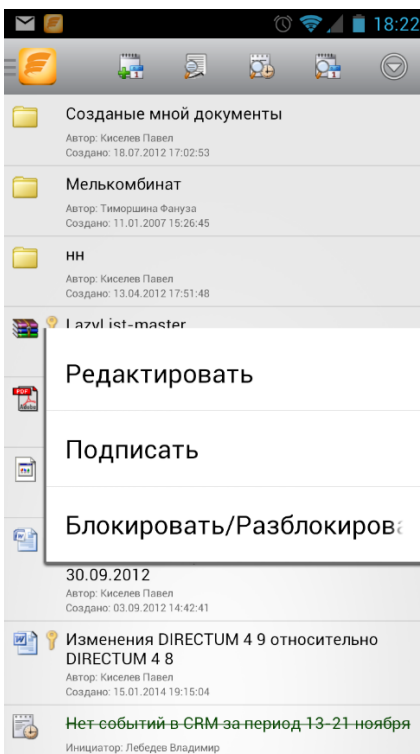 18:22
Созданые мной документы
Автор: Киселев Павел
Создано: 18.07.2012 17:02:53
Мелькомбинат
Автор: Тиморшина Фануза
Создано: 11.01.2007 15:26:45
нн
Автор: Киселев Павел
Создано: 13.04.2012 17:51:48
LazyList-master
Редактировать
Подписать
Блокировать/Разблокирова
30.09.2012
Автор: Киселев Павел
Создано: 03.09.2012 14:42:41
Изменения DIRECTUM 4 9 относительно
DIRECTUM 4 8
Автор: Киселев Павел
Создано: 15.01.2014 19:15:04
Нет событий в CRM за период 13-21 ноября
Инициатор: Лебедев Владимир